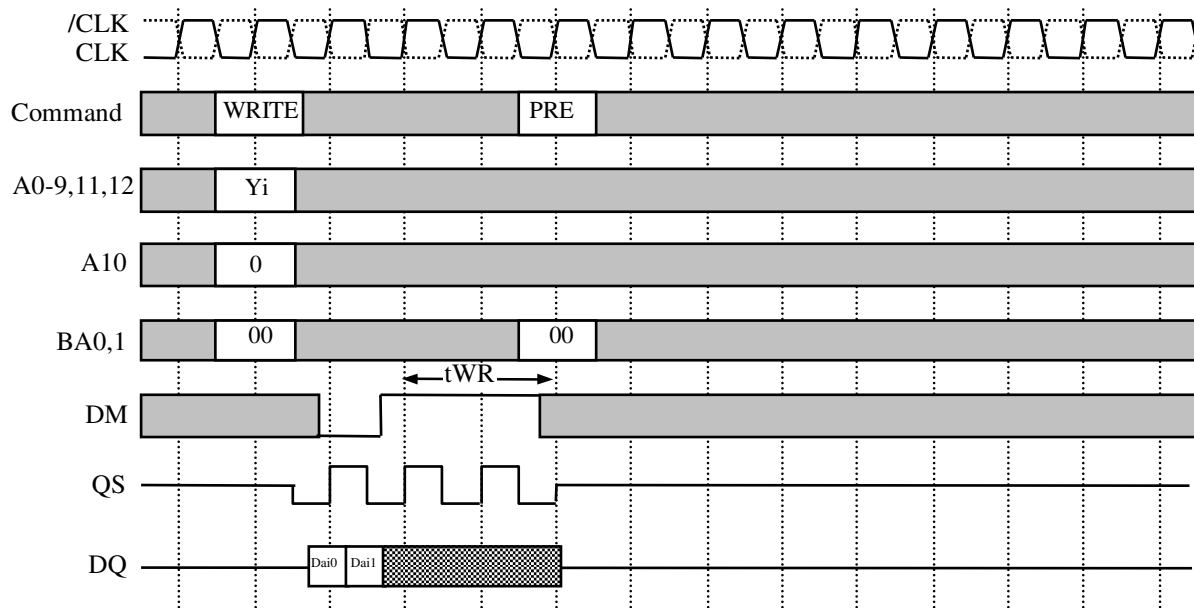 /CLK
CLK
Command WRITE PRE
A0-9,11,12 Yi
A10 0
BA0,1 00 00
tWR
DM
QS
DQ Dai0 Dai1